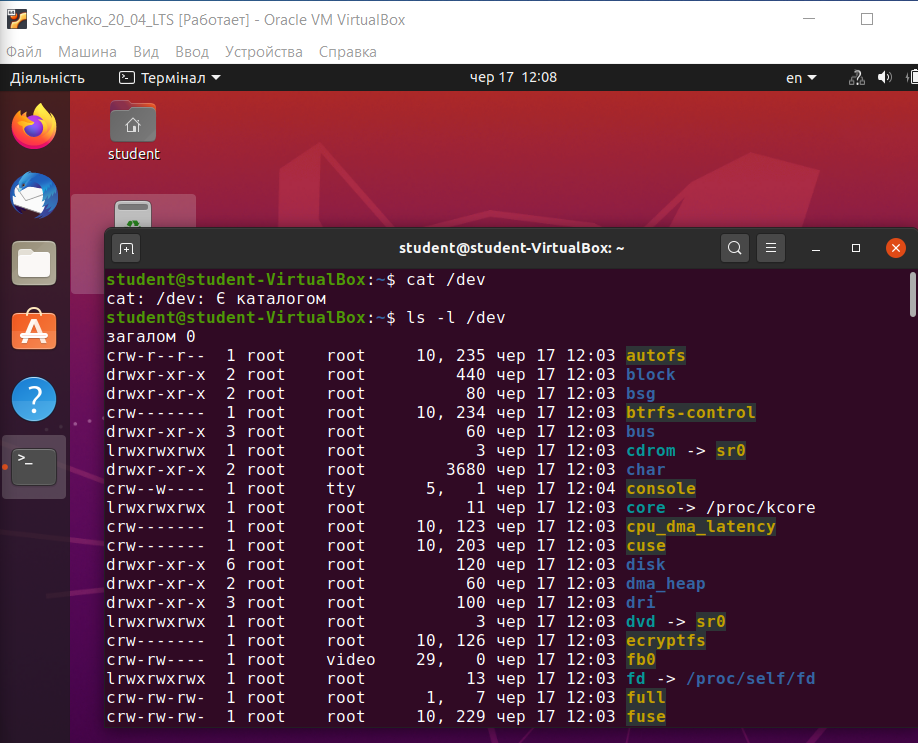 Savchenko_20_04_LTS [Работает] - Oracle VM VirtualBox
Файл Машина Вид Ввод Устройства Справка
Діяльність Термінал чер 17 12:08 en
student
student@student-VirtualBox: ~
student@student-VirtualBox:~$ cat /dev
cat: /dev: Є каталогом
student@student-VirtualBox:~$ ls -l /dev
загалом 0
crw-r--r-- 1 root root 10, 235 чер 17 12:03 autofs
drwxr-xr-x 2 root root 440 чер 17 12:03 block
drwxr-xr-x 2 root root 80 чер 17 12:03 bsg
crw------- 1 root root 10, 234 чер 17 12:03 btrfs-control
drwxr-xr-x 3 root root 60 чер 17 12:03 bus
lrwxrwxrwx 1 root root 3 чер 17 12:03 cdrom -> sr0
drwxr-xr-x 2 root root 3680 чер 17 12:03 char
crw--w---- 1 root tty 5, 1 чер 17 12:04 console
lrwxrwxrwx 1 root root 11 чер 17 12:03 core -> /proc/kcore
crw------- 1 root root 10, 123 чер 17 12:03 cpu_dma_latency
crw------- 1 root root 10, 203 чер 17 12:03 cuse
drwxr-xr-x 6 root root 120 чер 17 12:03 disk
drwxr-xr-x 2 root root 60 чер 17 12:03 dma_heap
drwxr-xr-x 3 root root 100 чер 17 12:03 dri
lrwxrwxrwx 1 root root 3 чер 17 12:03 dvd -> sr0
crw------- 1 root root 10, 126 чер 17 12:03 ecryptfs
crw-rw---- 1 root video 29, 0 чер 17 12:03 fb0
lrwxrwxrwx 1 root root 13 чер 17 12:03 fd -> /proc/self/fd
crw-rw-rw- 1 root root 1, 7 чер 17 12:03 full
crw-rw-rw- 1 root root 10, 229 чер 17 12:03 fuse